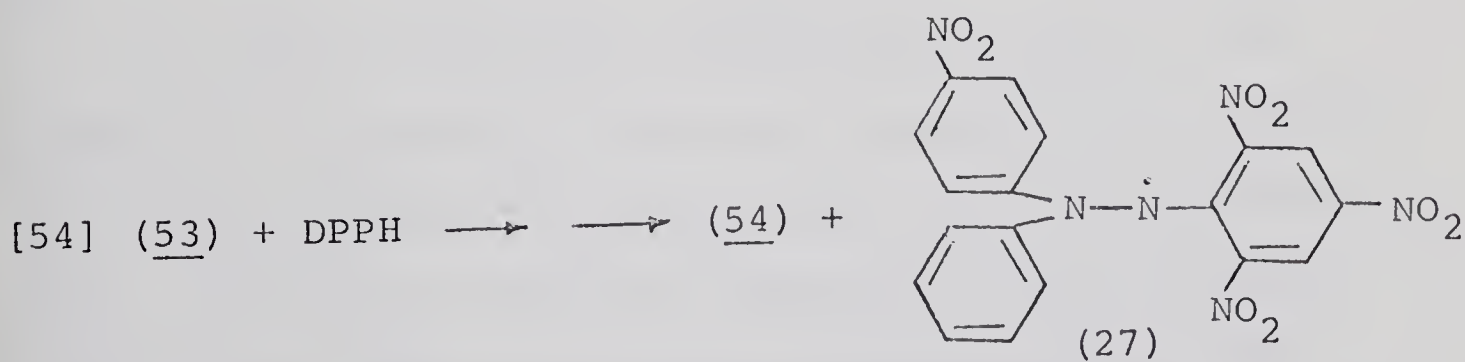 NO2
NO2
[54] (53) + DPPH ⟶ ⟶ (54) + N—N NO2
NO2
(27)